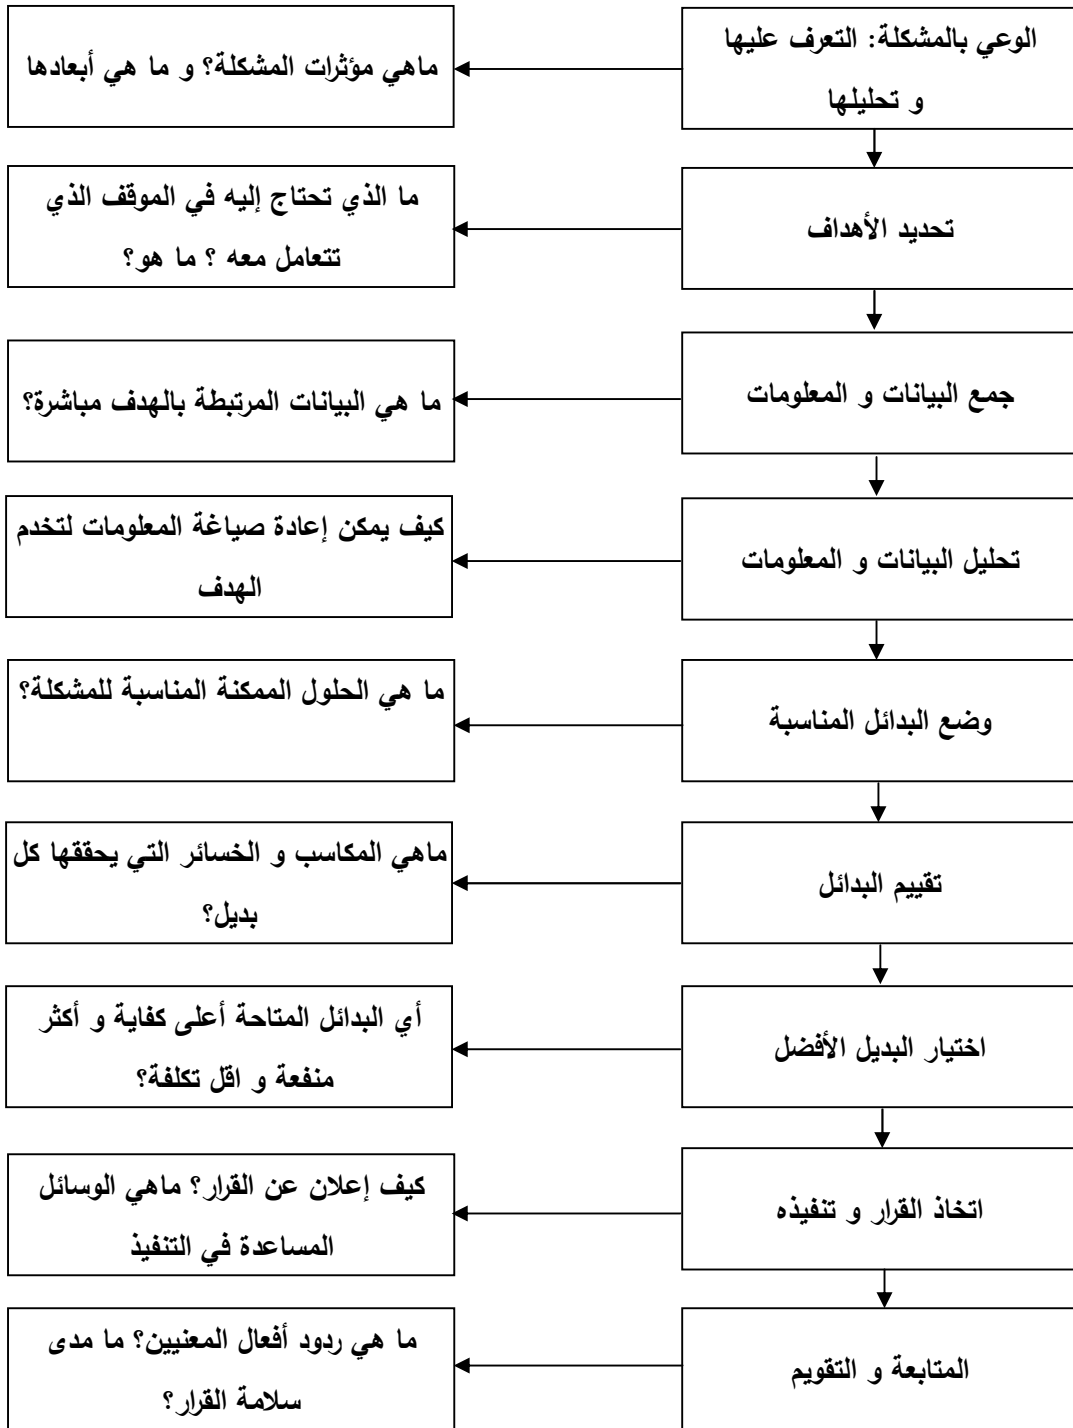 الوعي بالمشكلة: التعرف عليها
و تحليلها
ماهي مؤثرات المشكلة؟ و ما هي أبعادها
تحديد الأهداف
ما الذي تحتاج إليه في الموقف الذي
تتعامل معه ؟ ما هو؟
جمع البيانات و المعلومات
ما هي البيانات المرتبطة بالهدف مباشرة؟
تحليل البيانات و المعلومات
كيف يمكن إعادة صياغة المعلومات لتخدم
الهدف
وضع البدائل المناسبة
ما هي الحلول الممكنة المناسبة للمشكلة؟
تقييم البدائل
ماهي المكاسب و الخسائر التي يحققها كل
بديل؟
اختيار البديل الأفضل
أي البدائل المتاحة أعلى كفاية و أكثر
منفعة و اقل تكلفة؟
اتخاذ القرار و تنفيذه
كيف إعلان عن القرار؟ ماهي الوسائل
المساعدة في التنفيذ
المتابعة و التقويم
ما هي ردود أفعال المعنيين؟ ما مدى
سلامة القرار؟